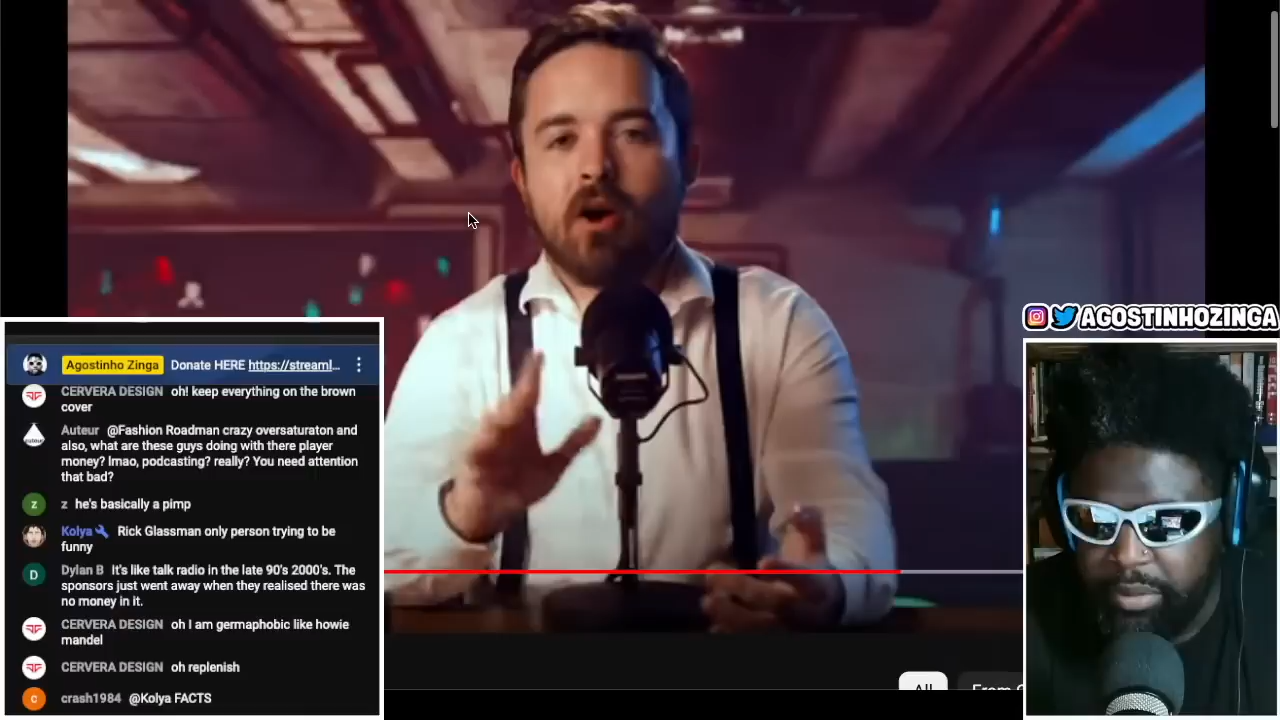 AGOSTINHOZINGA
Agostinho Zinga Donate HERE https://streaml...
CERVERA DESIGN oh! keep everything on the brown
cover
Auteur @Fashion Roadman crazy oversaturaton and
also, what are these guys doing with there player
money? lmao, podcasting? really? You need attention
that bad?
z he's basically a pimp
Kolya Rick Glassman only person trying to be
funny
Dylan B It's like talk radio in the late 90's 2000's. The
sponsors just went away when they realised there was
no money in it.
CERVERA DESIGN oh I am germaphobic like howie
mandel
CERVERA DESIGN oh replenish
crash1984 @Kolya FACTS
All From